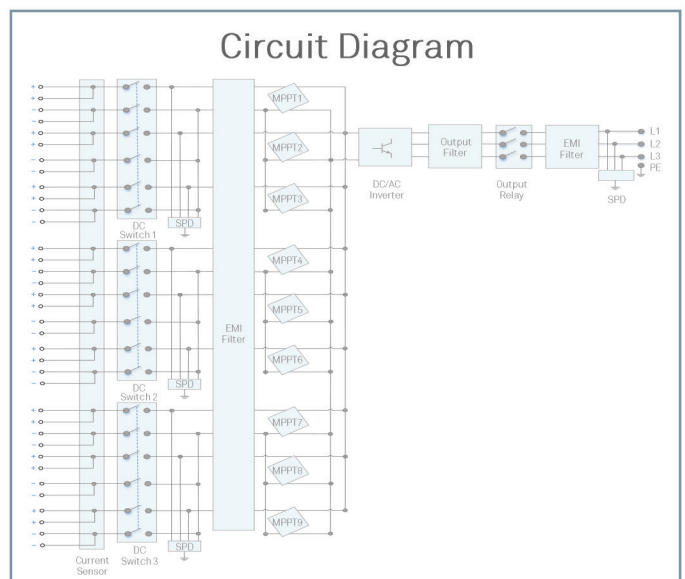 Circuit Diagram
+
+
−
−
+
+
−
−
+
+
−
−
DC
Switch 1
SPD
MPPT1
MPPT2
MPPT3
+
+
−
−
+
+
−
−
+
+
−
−
DC
Switch 2
SPD
EMI
Filter
MPPT4
MPPT5
MPPT6
+
+
−
−
+
+
−
−
+
+
−
−
Current
Sensor
DC
Switch 3
SPD
MPPT7
MPPT8
MPPT9
DC/AC
Inverter
Output
Filter
Output
Relay
EMI
Filter
SPD
L1
L2
L3
PE